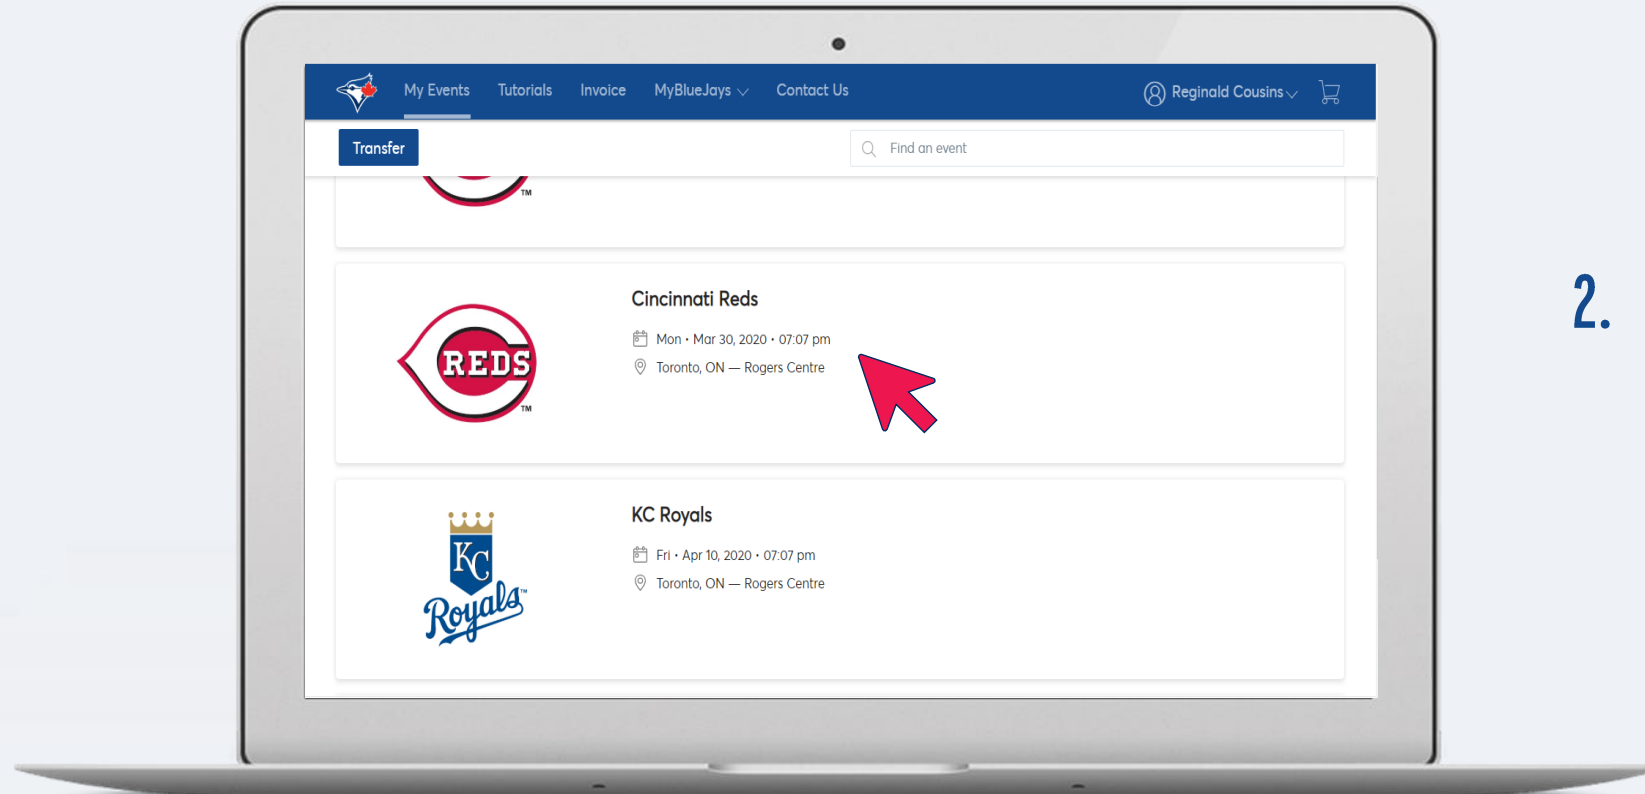 My Events Tutorials Invoice MyBlueJays Contact Us Reginald Cousins
Transfer
Find an event
TM
Cincinnati Reds
Mon • Mar 30, 2020 • 07:07 pm
Toronto, ON — Rogers Centre
REDS
TM
2.
KC Royals
Fri • Apr 10, 2020 • 07:07 pm
Toronto, ON — Rogers Centre
KC
Royals
TM